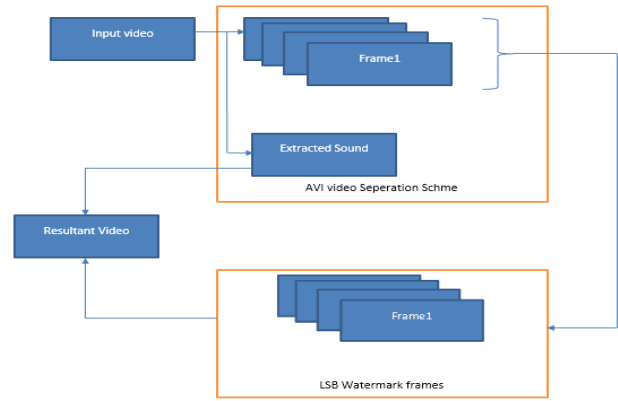 Input video
Frame1
Extracted Sound
AVI video Seperation Schme
Resultant Video
Frame1
LSB Watermark frames